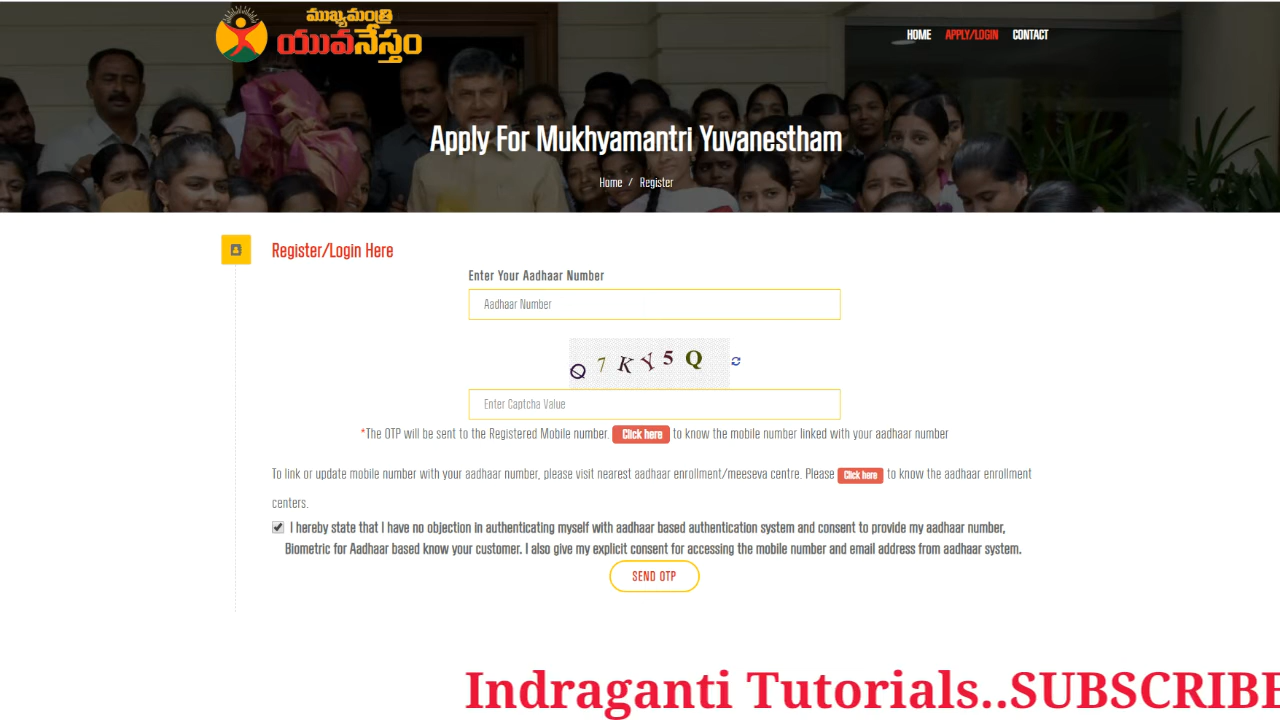 ముఖ్యమంత్రి
యువనేస్తం
HOME APPLY/LOGIN CONTACT
Apply For Mukhyamantri Yuvanestham
Home / Register
Register/Login Here
Enter Your Aadhaar Number
Aadhaar Number
Q 7 K Y 5 Q
Enter Captcha Value
*The OTP will be sent to the Registered Mobile number. Click here to know the mobile number linked with your aadhaar number
To link or update mobile number with your aadhaar number, please visit nearest aadhaar enrollment/meeseva centre. Please Click here to know the aadhaar enrollment
centers.
I hereby state that I have no objection in authenticating myself with aadhaar based authentication system and consent to provide my aadhaar number,
Biometric for Aadhaar based know your customer. I also give my explicit consent for accessing the mobile number and email address from aadhaar system.
SEND OTP
Indraganti Tutorials..SUBSCRIBE